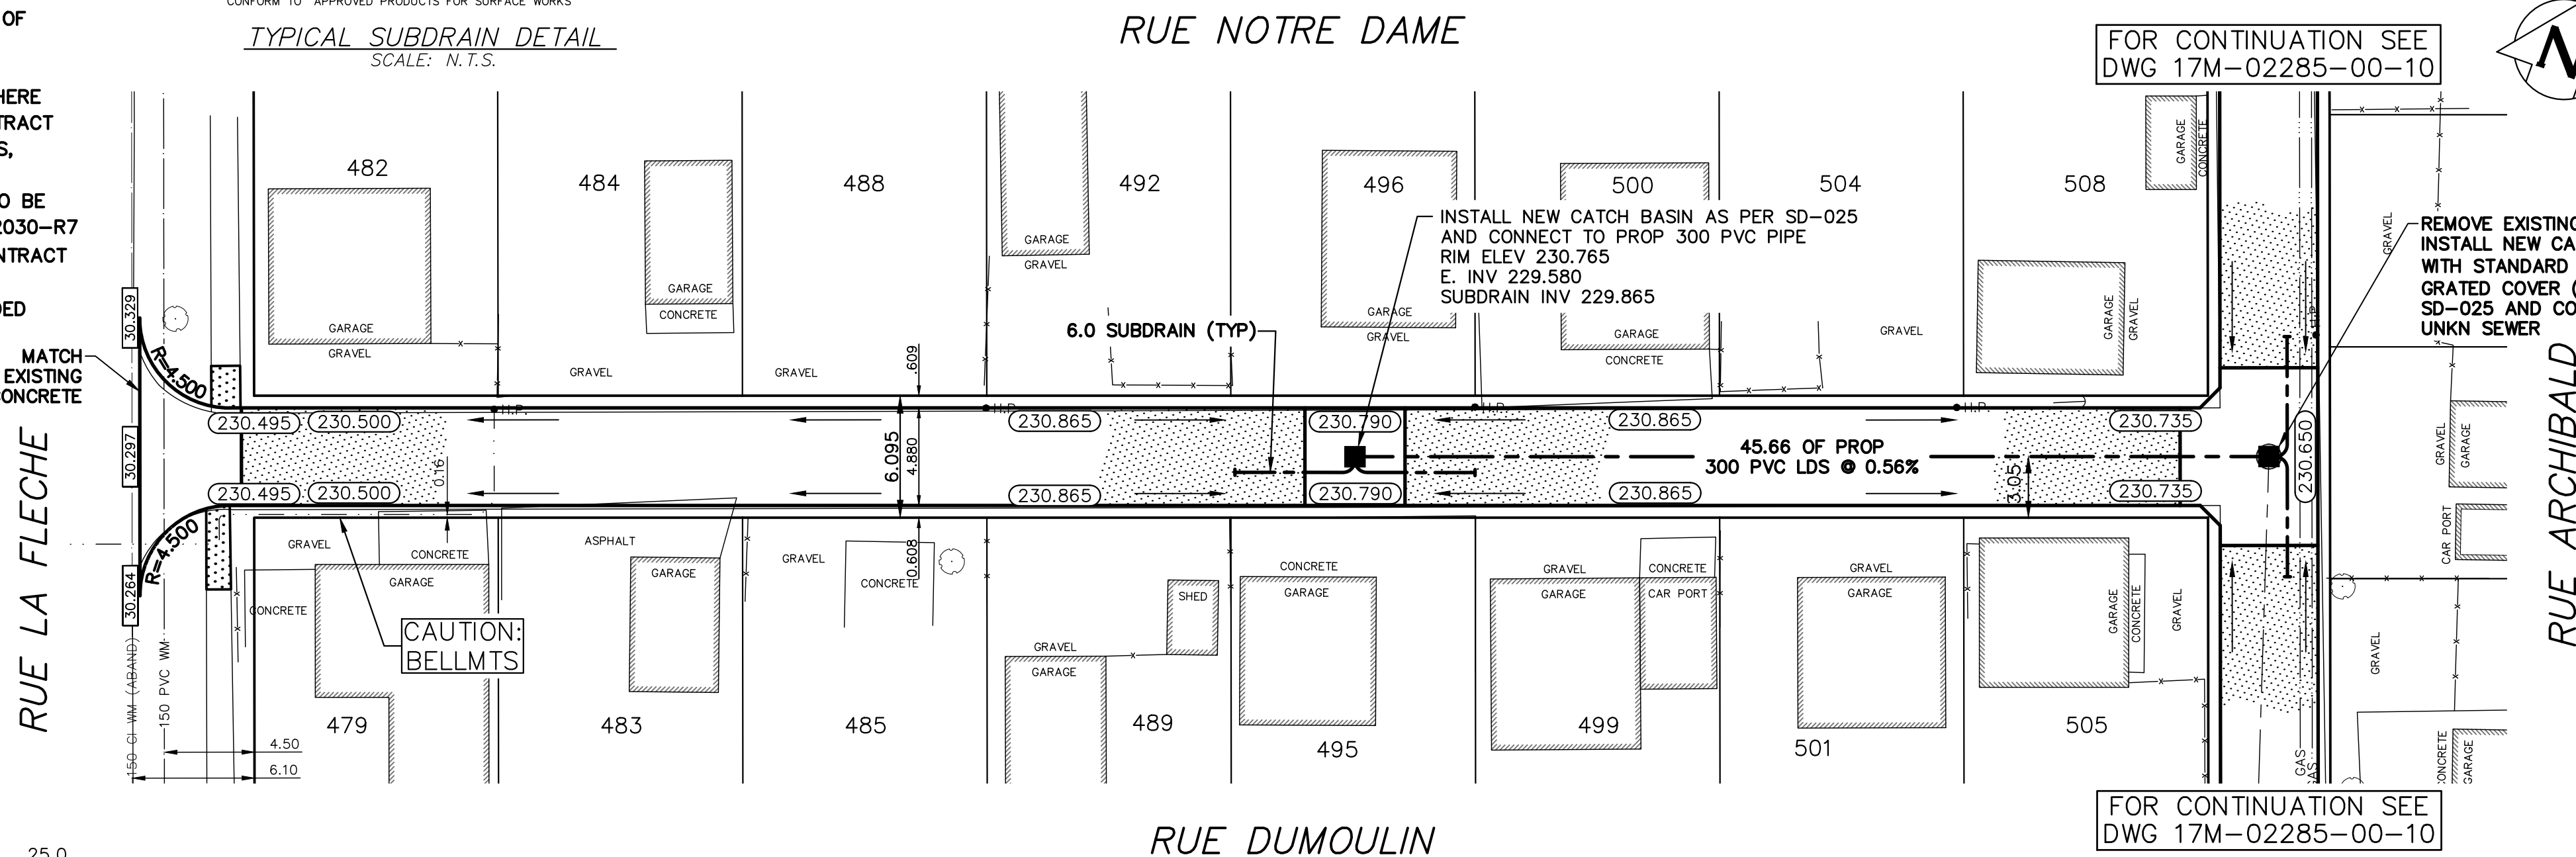 OF
CONFORM TO APPROVED PRODUCTS FOR SURFACE WORKS
TYPICAL SUBDRAIN DETAIL
SCALE: N.T.S.
RUE NOTRE DAME
FOR CONTINUATION SEE
DWG 17M-02285-00-10
N
HERE
TRACT
S,
O BE
2030-R7
NTRACT
DED
MATCH
EXISTING
CONCRETE
482
484
488
492
496
500
504
508
GARAGE
GRAVEL
GRAVEL
GARAGE
CONCRETE
GRAVEL
GARAGE
GRAVEL
GARAGE
GRAVEL
GARAGE
CONCRETE
GRAVEL
GARAGE
GRAVEL
GARAGE
CONCRETE
GRAVEL
INSTALL NEW CATCH BASIN AS PER SD-025
AND CONNECT TO PROP 300 PVC PIPE
RIM ELEV 230.765
E. INV 229.580
SUBDRAIN INV 229.865
6.0 SUBDRAIN (TYP)
REMOVE EXISTING
INSTALL NEW CA
WITH STANDARD
GRATED COVER (
SD-025 AND CO
UNKN SEWER
H.P.
30.329
30.297
30.264
R=4.500
R=4.500
.609
H.P.
H.P.
H.P.
H.P.
230.495
230.500
230.865
230.790
230.865
230.735
0.16
6.095
4.880
45.66 OF PROP
300 PVC LDS @ 0.56%
3.05
230.650
230.495
230.500
230.865
230.790
230.865
230.735
0.608
RUE LA FLECHE
RUE ARCHIBALD
GRAVEL
GARAGE
CAR PORT
GRAVEL
CONCRETE
GARAGE
GRAVEL
CONCRETE
GARAGE
CONCRETE
ASPHALT
GARAGE
GRAVEL
CONCRETE
SHED
GRAVEL
GARAGE
CONCRETE
GARAGE
GRAVEL
GARAGE
CONCRETE
CAR PORT
GRAVEL
GARAGE
GARAGE
CONCRETE
GRAVEL
CAUTION:
BELLMTS
150 CI WM (ABAND)
150 PVC WM
479
483
485
489
495
499
501
505
4.50
6.10
GAS
GAS
FOR CONTINUATION SEE
DWG 17M-02285-00-10
RUE DUMOULIN
25.0